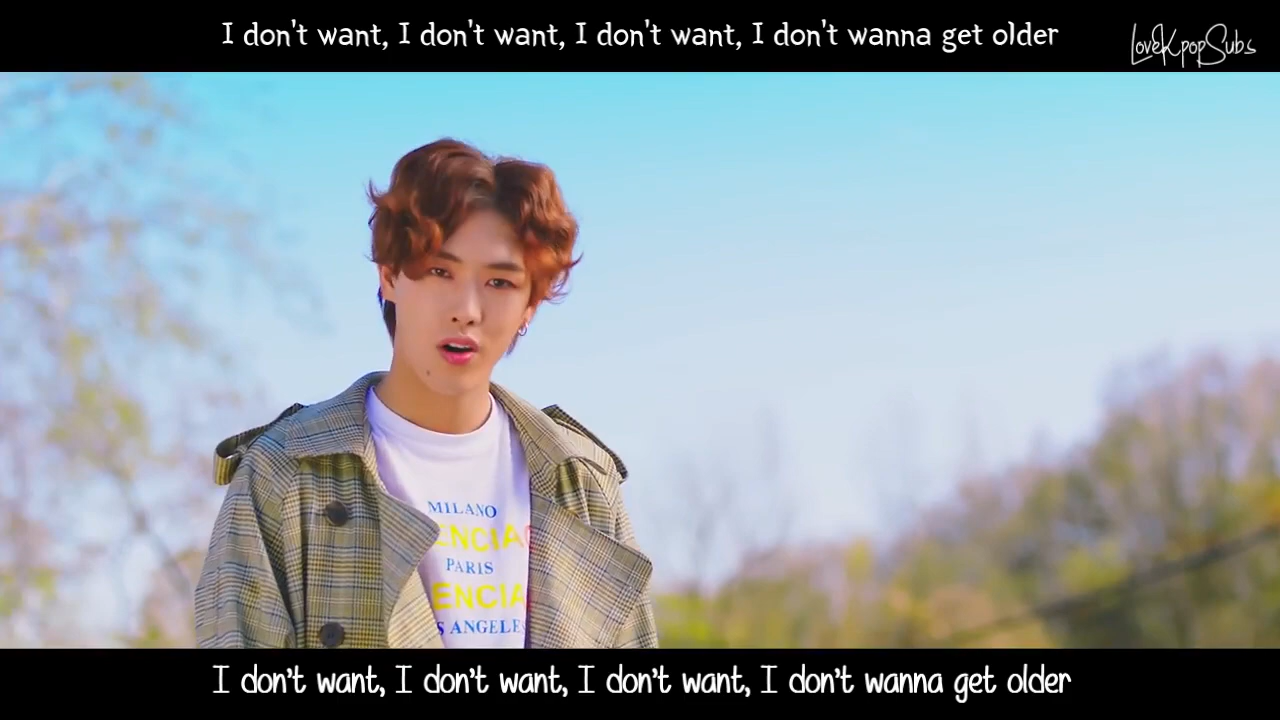 I don't want, I don't want, I don't want, I don't wanna get older
LoveKpopSubs
MILANO
ENCIA
PARIS
ENCIA
S ANGELES
I don't want, I don't want, I don't want, I don't wanna get older